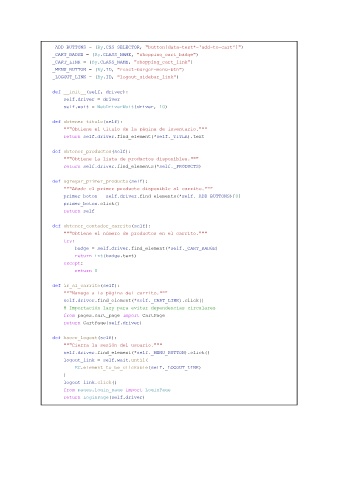 _ADD_BUTTONS = (By.CSS_SELECTOR, "button[data-test^='add-to-cart']")
_CART_BADGE = (By.CLASS_NAME, "shopping_cart_badge")
_CART_LINK = (By.CLASS_NAME, "shopping_cart_link")
_MENU_BUTTON = (By.ID, "react-burger-menu-btn")
_LOGOUT_LINK = (By.ID, "logout_sidebar_link")
def __init__(self, driver):
self.driver = driver
self.wait = WebDriverWait(driver, 10)
def obtener_titulo(self):
"""Obtiene el título de la página de inventario."""
return self.driver.find_element(*self._TITLE).text
def obtener_productos(self):
"""Obtiene la lista de productos disponibles."""
return self.driver.find_elements(*self._PRODUCTS)
def agregar_primer_producto(self):
"""Añade el primer producto disponible al carrito."""
primer_boton = self.driver.find_elements(*self._ADD_BUTTONS)[0]
primer_boton.click()
return self
def obtener_contador_carrito(self):
"""Obtiene el número de productos en el carrito."""
try:
badge = self.driver.find_element(*self._CART_BADGE)
return int(badge.text)
except:
return 0
def ir_al_carrito(self):
"""Navega a la página del carrito."""
self.driver.find_element(*self._CART_LINK).click()
# Importación lazy para evitar dependencias circulares
from pages.cart_page import CartPage
return CartPage(self.driver)
def hacer_logout(self):
"""Cierra la sesión del usuario."""
self.driver.find_element(*self._MENU_BUTTON).click()
logout_link = self.wait.until(
EC.element_to_be_clickable(self._LOGOUT_LINK)
)
logout_link.click()
from pages.login_page import LoginPage
return LoginPage(self.driver)